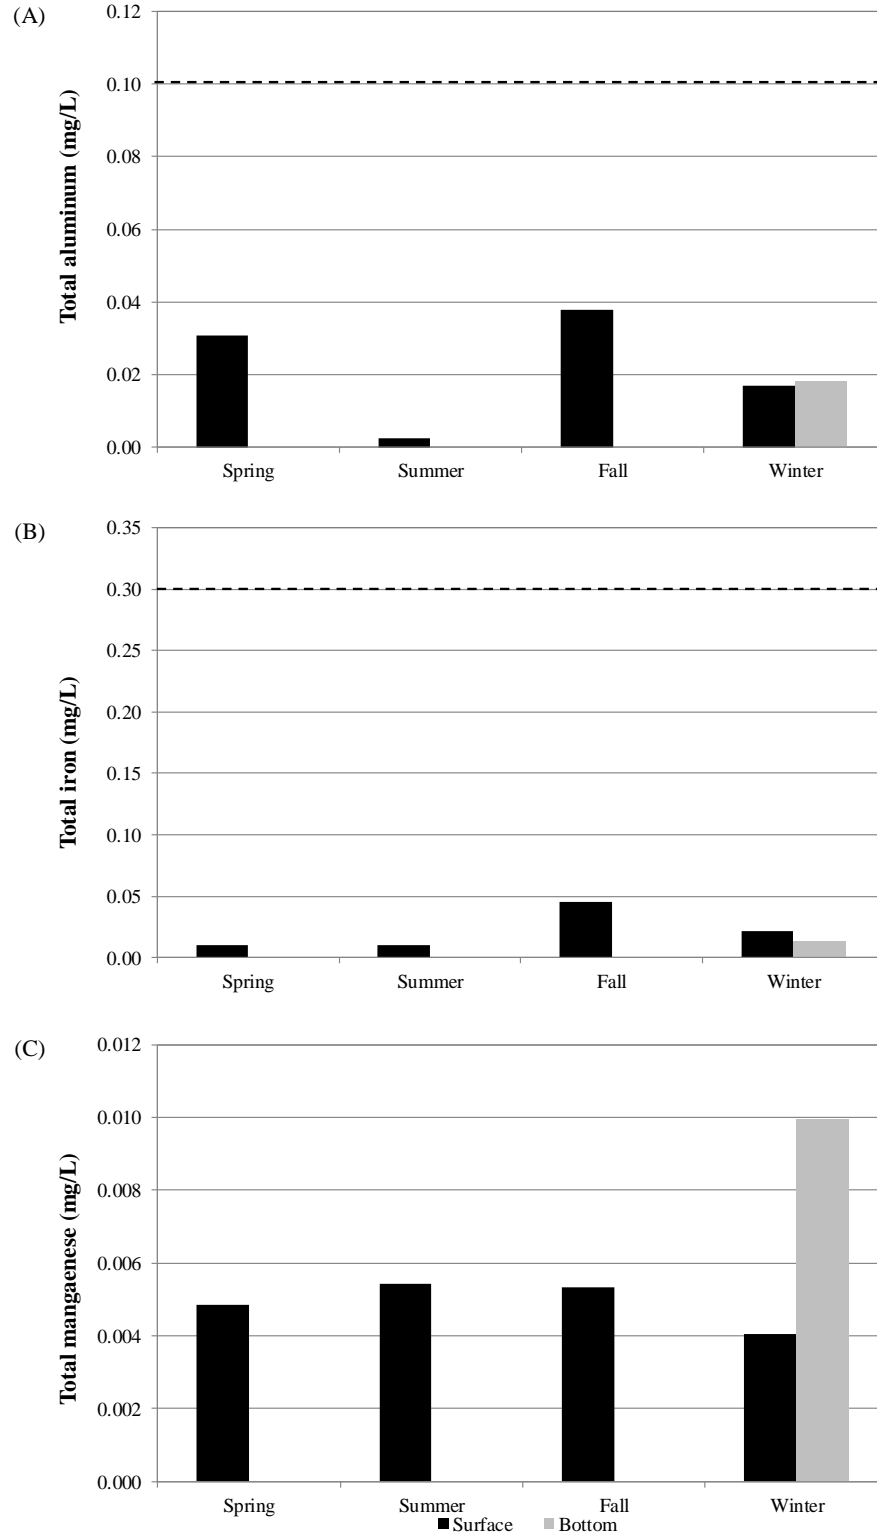 (A)
Total aluminum (mg/L)
0.12
0.10
0.08
0.06
0.04
0.02
0.00
Spring Summer Fall Winter
(B)
Total iron (mg/L)
0.35
0.30
0.25
0.20
0.15
0.10
0.05
0.00
Spring Summer Fall Winter
(C)
Total mangaenese (mg/L)
0.012
0.010
0.008
0.006
0.004
0.002
0.000
Spring Summer Fall Winter
Surface Bottom